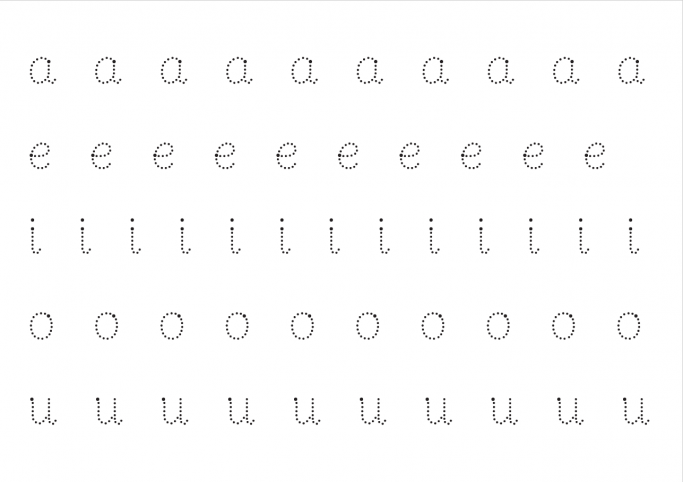 a a a a a a a a a a
e e e e e e e e e e
i i i i i i i i i i i i i
o o o o o o o o o o
u u u u u u u u u u